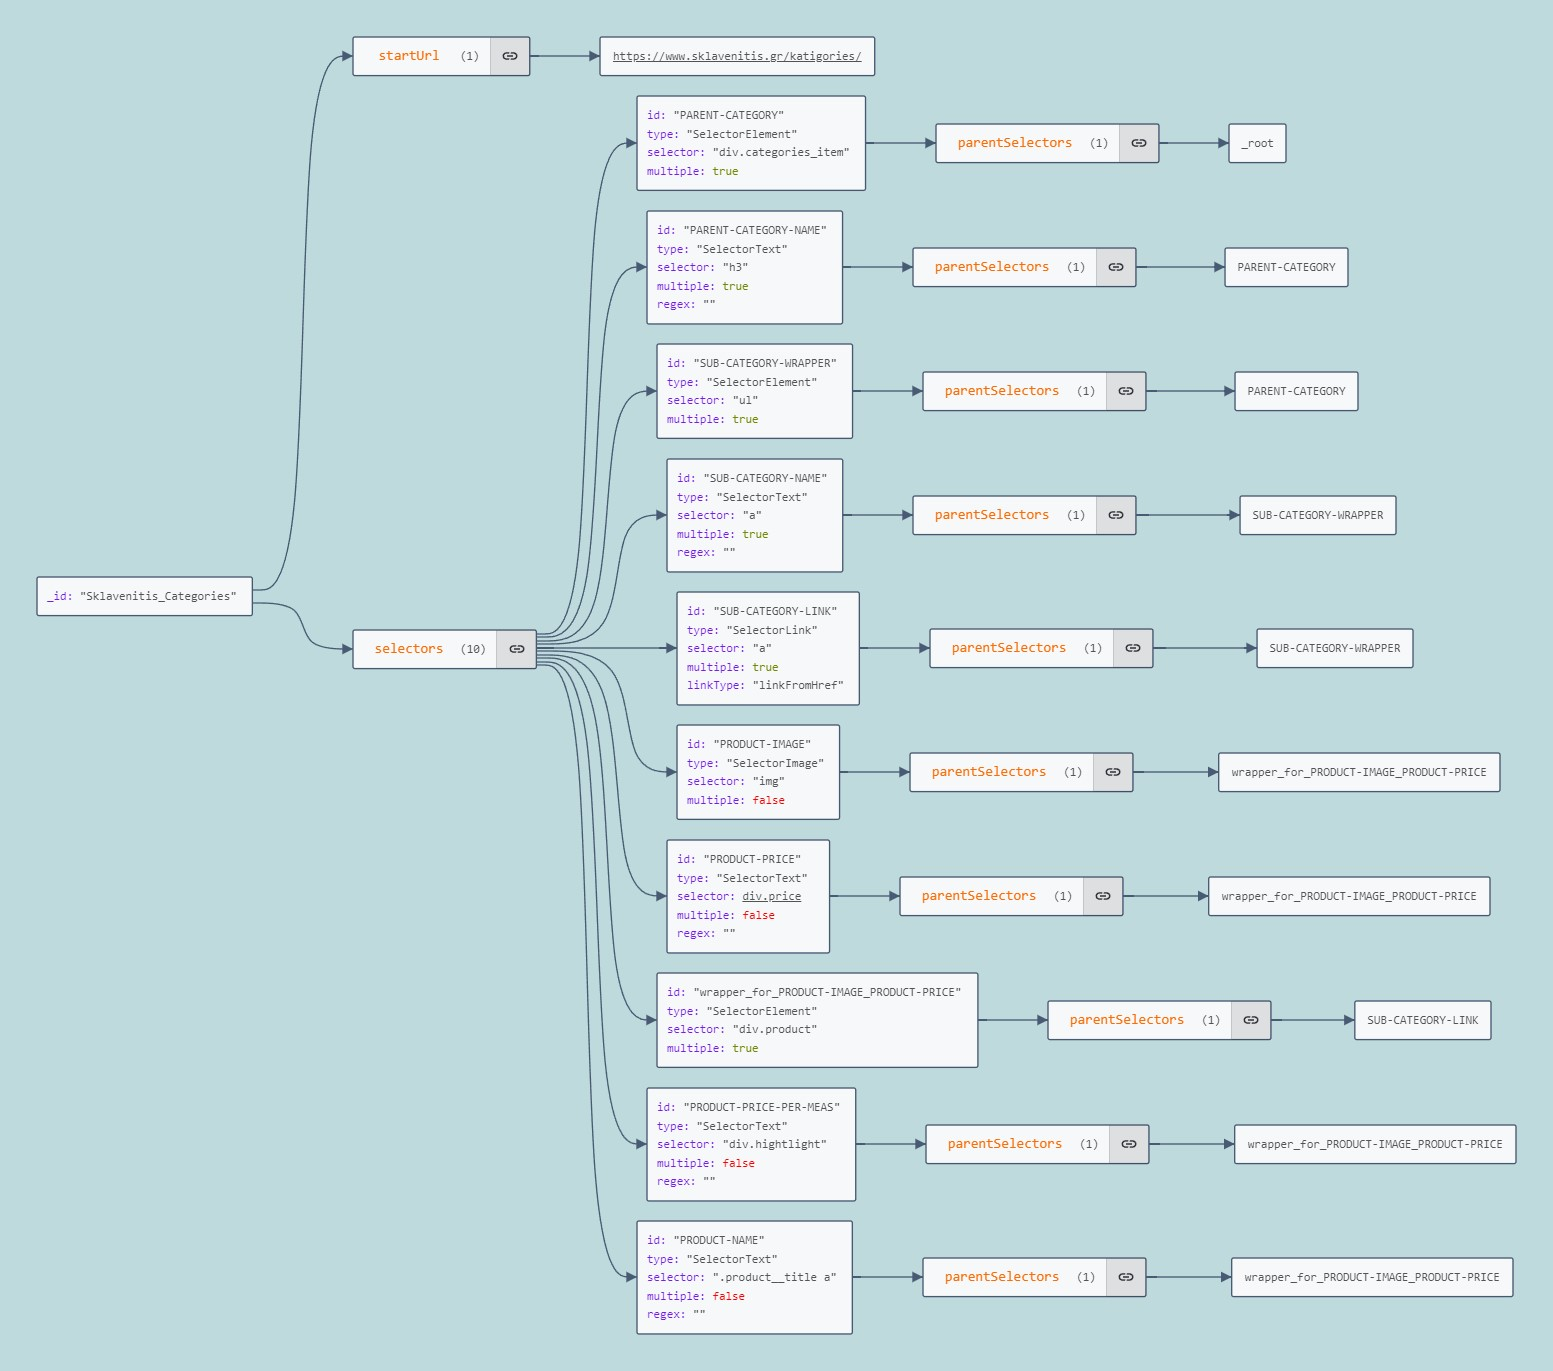 startUrl (1)
https://www.sklavenitis.gr/katigories/
id: "PARENT-CATEGORY"
type: "SelectorElement"
selector: "div.categories_item"
multiple: true
parentSelectors (1)
_root
id: "PARENT-CATEGORY-NAME"
type: "SelectorText"
selector: "h3"
multiple: true
regex: ""
parentSelectors (1)
PARENT-CATEGORY
id: "SUB-CATEGORY-WRAPPER"
type: "SelectorElement"
selector: "ul"
multiple: true
parentSelectors (1)
PARENT-CATEGORY
id: "SUB-CATEGORY-NAME"
type: "SelectorText"
selector: "a"
multiple: true
regex: ""
parentSelectors (1)
SUB-CATEGORY-WRAPPER
_id: "Sklavenitis_Categories"
selectors (10)
id: "SUB-CATEGORY-LINK"
type: "SelectorLink"
selector: "a"
multiple: true
linkType: "linkFromHref"
parentSelectors (1)
SUB-CATEGORY-WRAPPER
id: "PRODUCT-IMAGE"
type: "SelectorImage"
selector: "img"
multiple: false
parentSelectors (1)
wrapper_for_PRODUCT-IMAGE_PRODUCT-PRICE
id: "PRODUCT-PRICE"
type: "SelectorText"
selector: div.price
multiple: false
regex: ""
parentSelectors (1)
wrapper_for_PRODUCT-IMAGE_PRODUCT-PRICE
id: "wrapper_for_PRODUCT-IMAGE_PRODUCT-PRICE"
type: "SelectorElement"
selector: "div.product"
multiple: true
parentSelectors (1)
SUB-CATEGORY-LINK
id: "PRODUCT-PRICE-PER-MEAS"
type: "SelectorText"
selector: "div.hightlight"
multiple: false
regex: ""
parentSelectors (1)
wrapper_for_PRODUCT-IMAGE_PRODUCT-PRICE
id: "PRODUCT-NAME"
type: "SelectorText"
selector: ".product__title a"
multiple: false
regex: ""
parentSelectors (1)
wrapper_for_PRODUCT-IMAGE_PRODUCT-PRICE